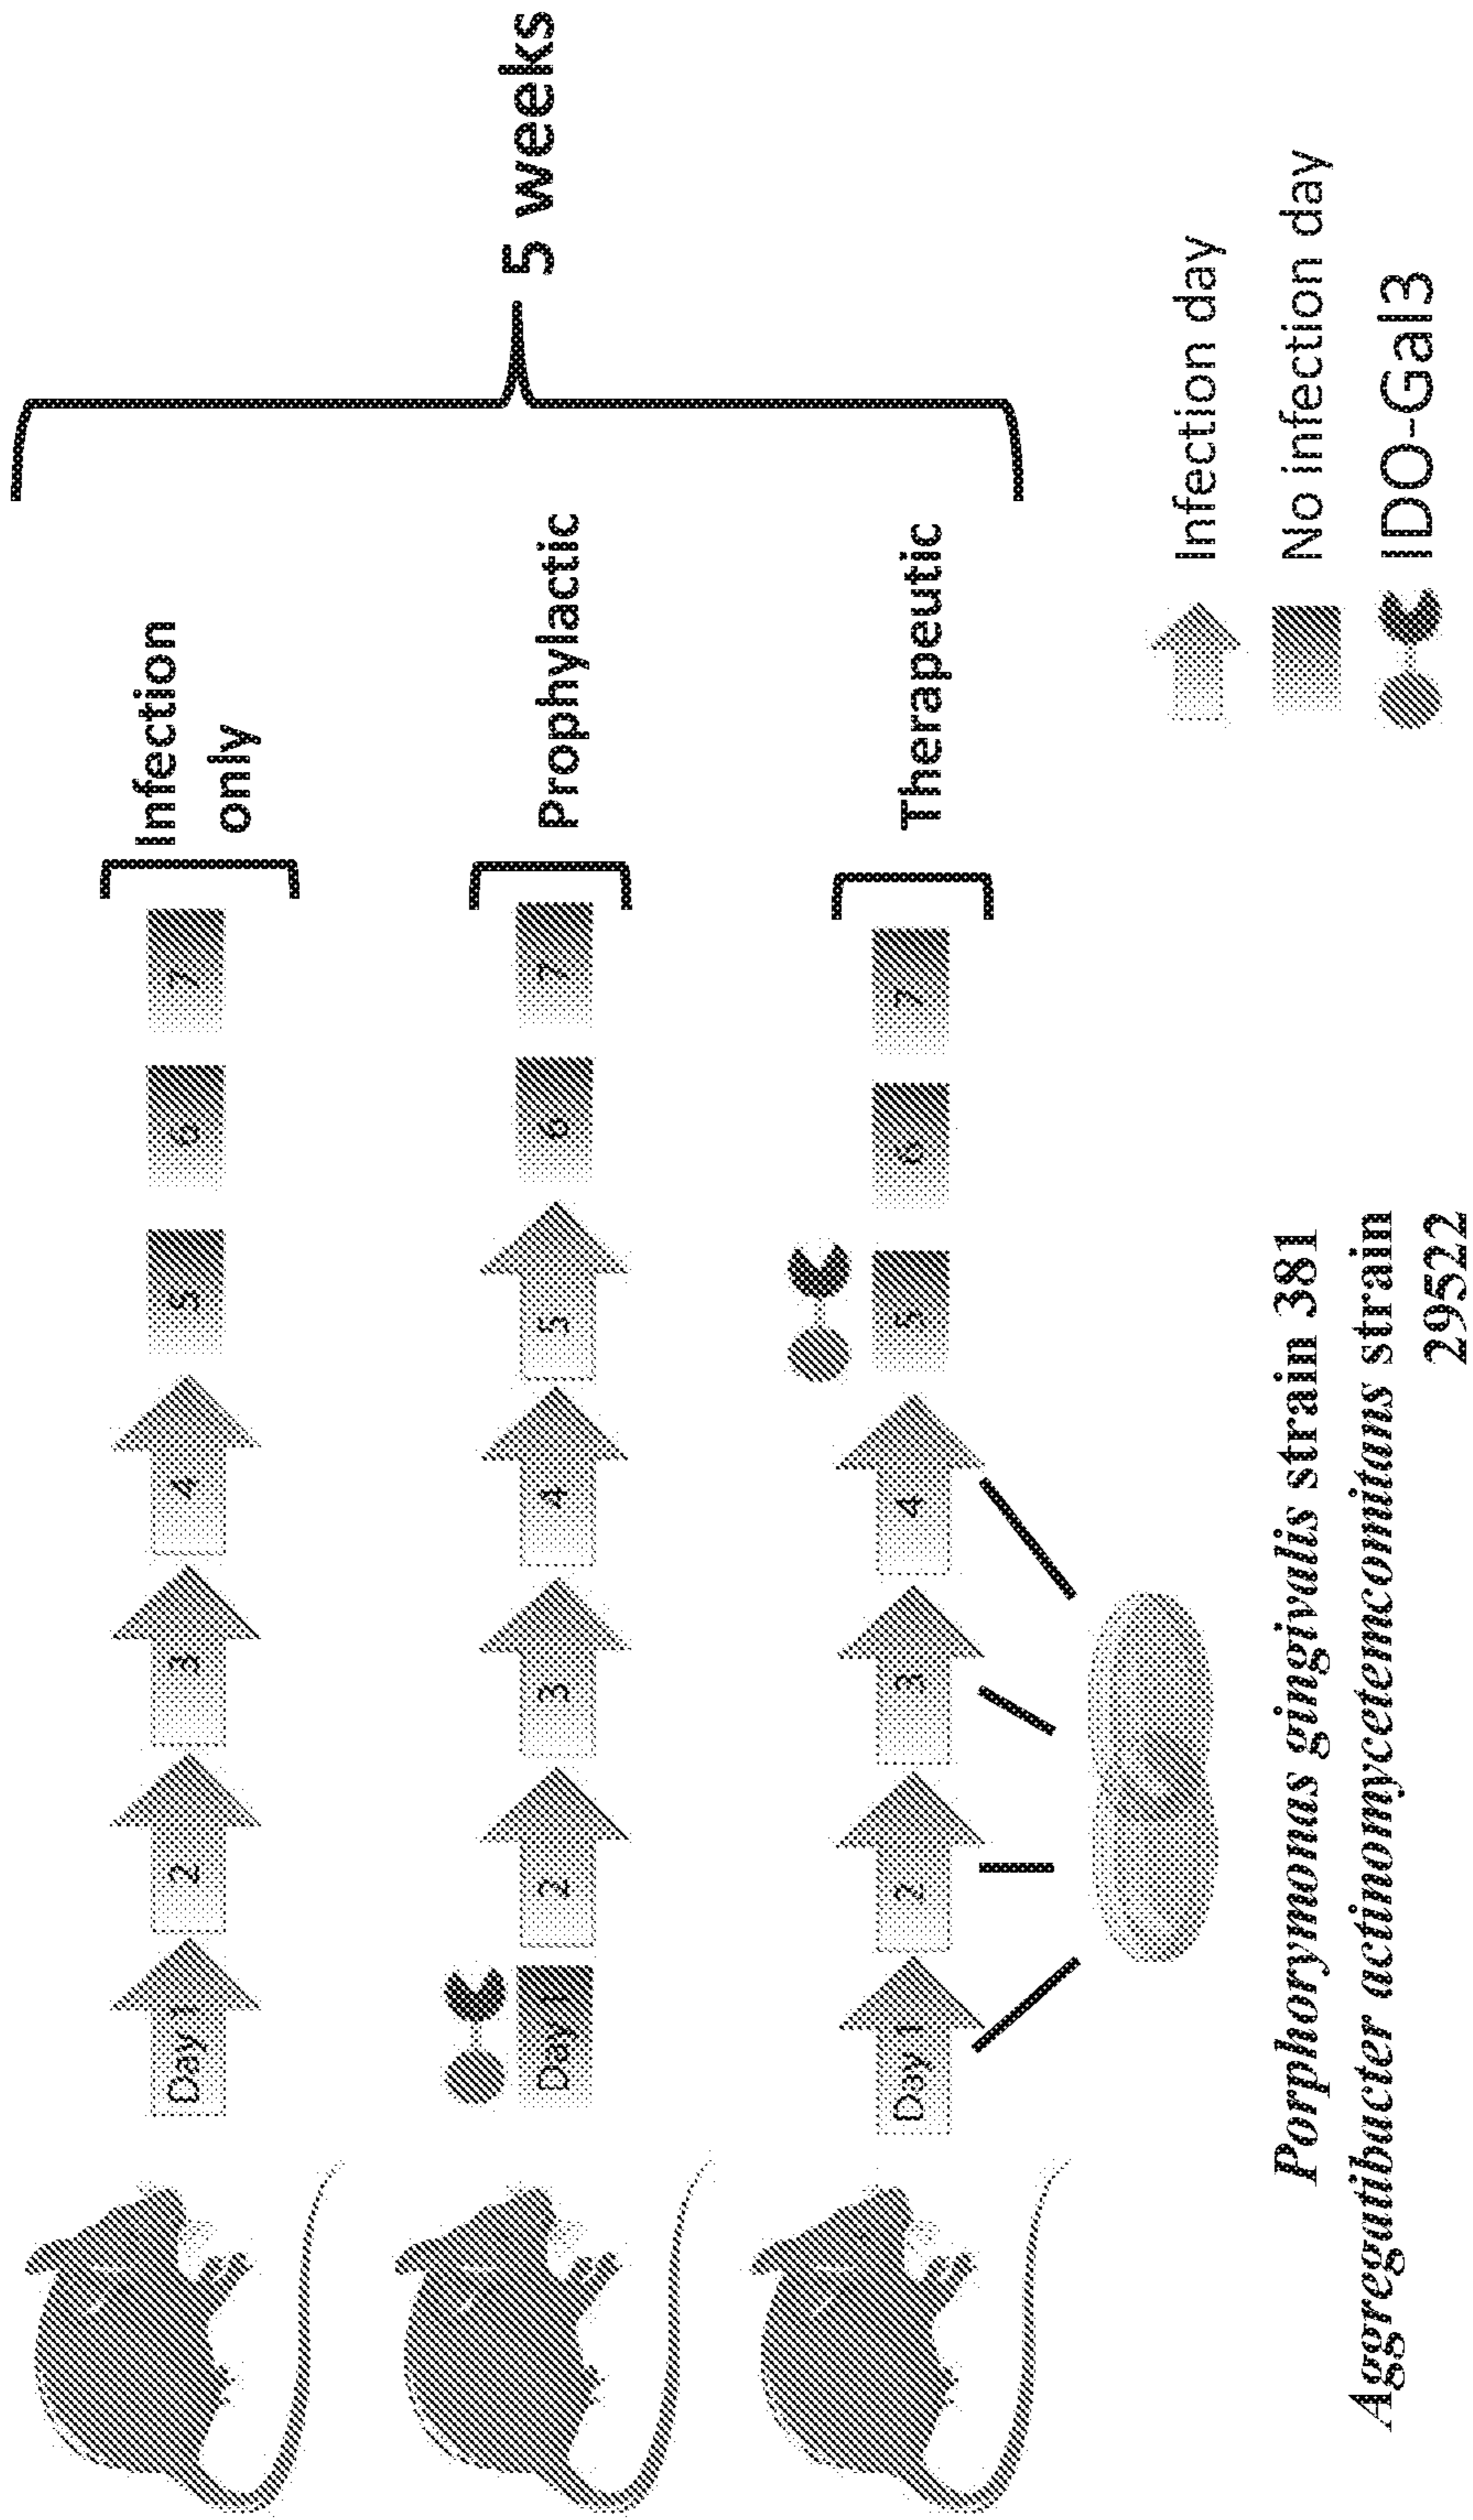 Day 1 2 3 4 5 6 7
Infection
only
Day 1 2 3 4 5 6 7
Prophylactic
Day 1 2 3 4 5 6 7
Therapeutic
5 weeks
Porphorymonas gingivalis strain 381
Aggregatibacter actinomycetemcomitans strain
29522
Infection day
No infection day
IDO-Gal3